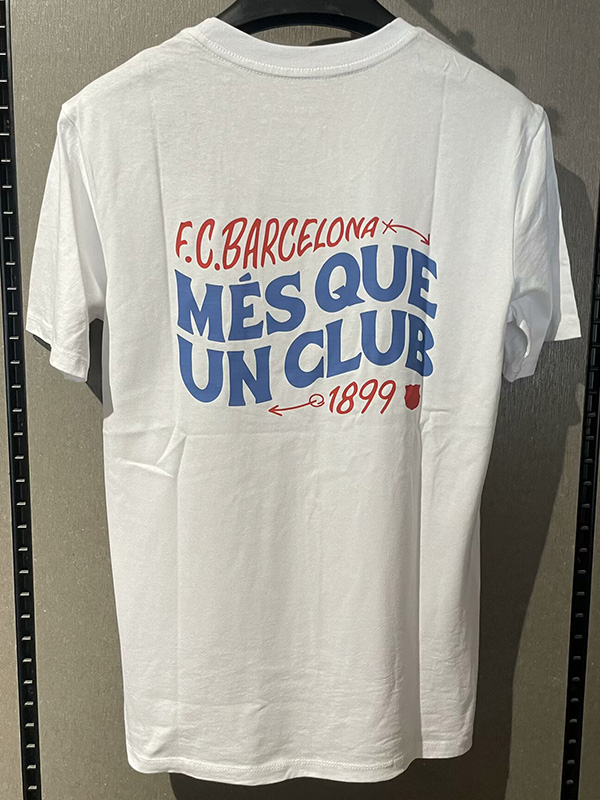 F.C.BARCELONA
MÉS QUE
UN CLUB
1899